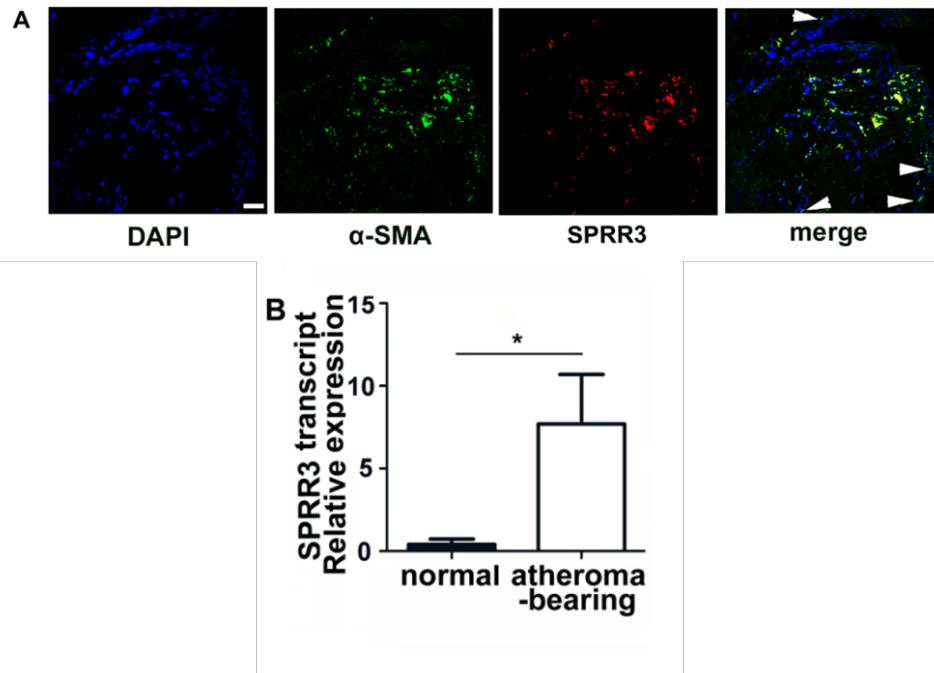 A
DAPI
α-SMA
SPRR3
merge
B
SPRR3 transcript
Relative expression
15
10
5
0
*
normal
atheroma
-bearing